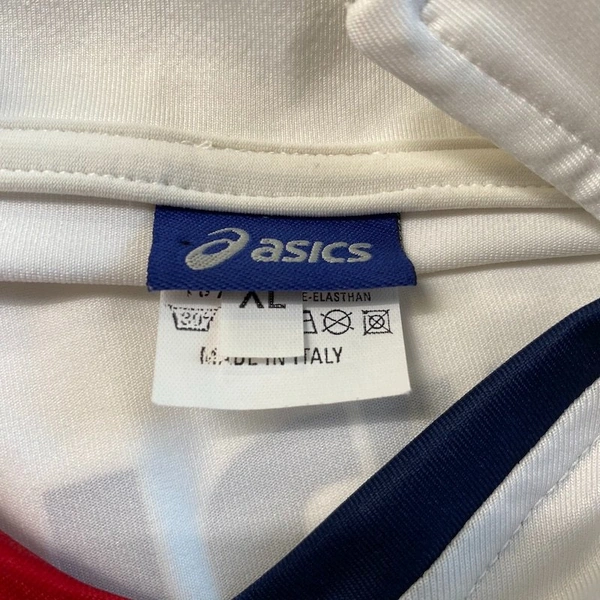 asics
XL
E-ELASTHAN
30°
MADE IN ITALY